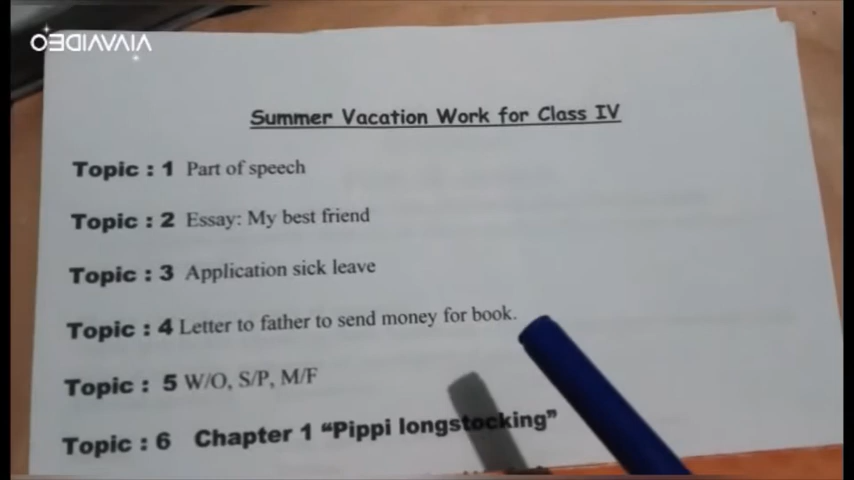 VIVAVIDEO
Summer Vacation Work for Class IV
Topic : 1 Part of speech
Topic : 2 Essay: My best friend
Topic : 3 Application sick leave
Topic : 4 Letter to father to send money for book.
Topic : 5 W/O, S/P, M/F
Topic : 6 Chapter 1 “Pippi longstocking”